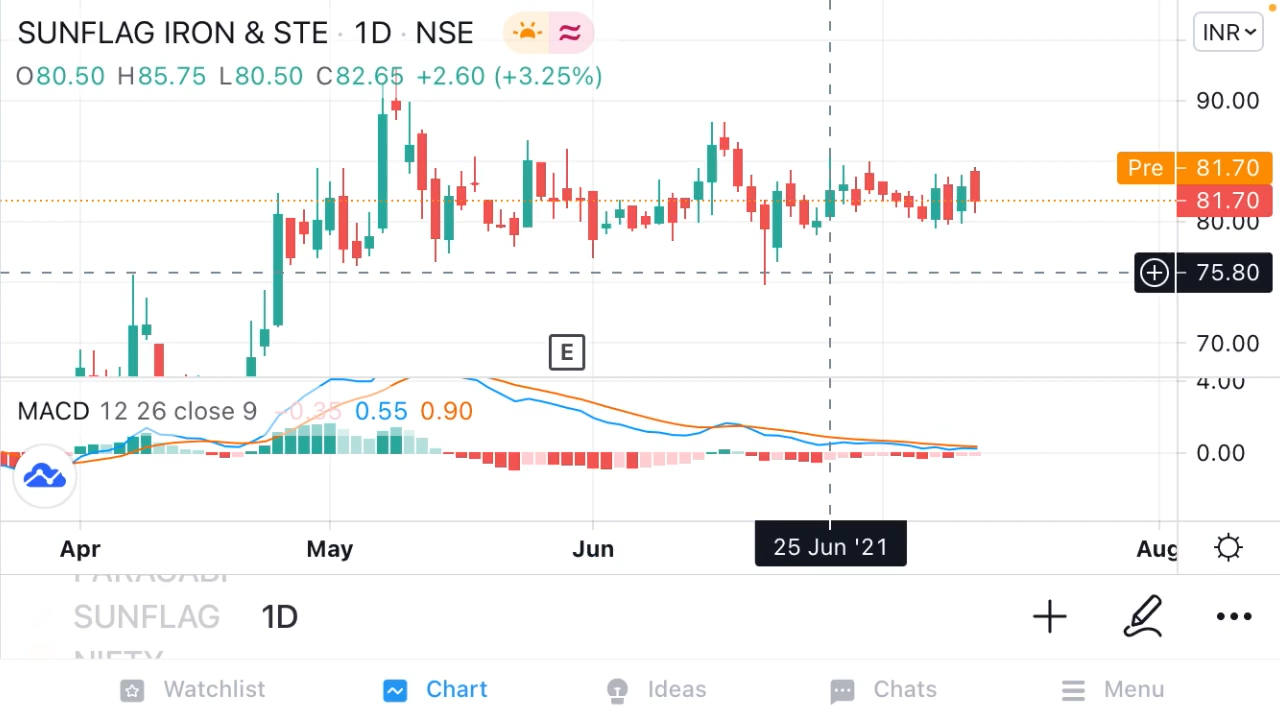 SUNFLAG IRON & STE · 1D · NSE
INR
O80.50 H85.75 L80.50 C82.65 +2.60 (+3.25%)
90.00
Pre 81.70
81.70
80.00
75.80
E
70.00
4.00
MACD 12 26 close 9 -0.35 0.55 0.90
0.00
Apr May Jun 25 Jun '21 Aug
SUNFLAG 1D
NIFTY
Watchlist Chart Ideas Chats Menu